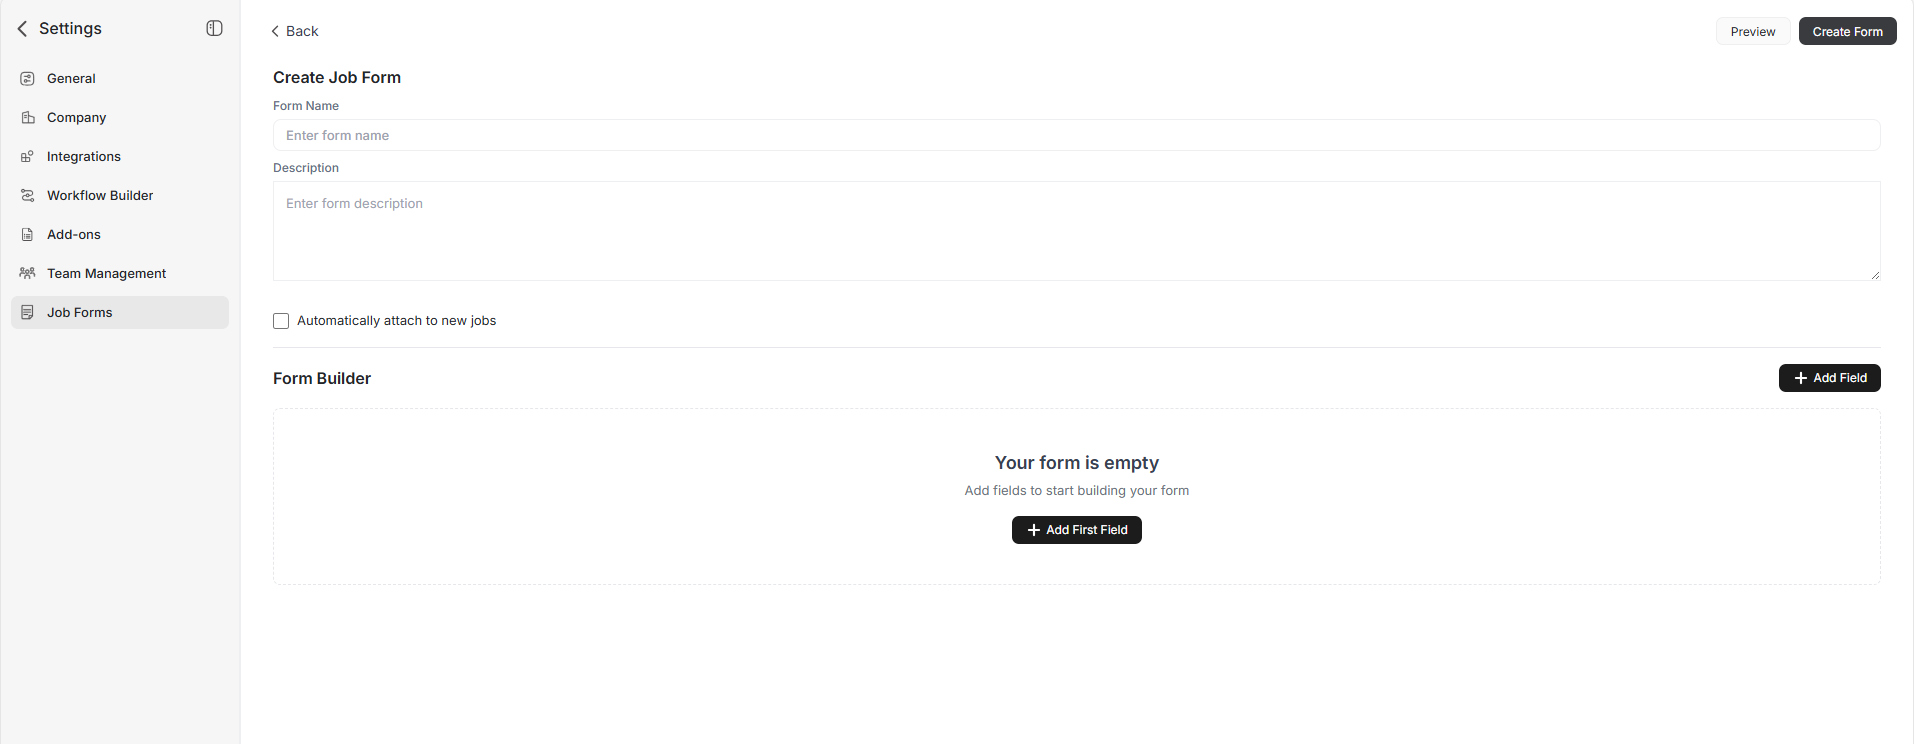 Settings
General
Company
Integrations
Workflow Builder
Add-ons
Team Management
Job Forms
Back
Preview
Create Form
Create Job Form
Form Name
Enter form name
Description
Enter form description
Automatically attach to new jobs
Form Builder
Add Field
Your form is empty
Add fields to start building your form
Add First Field